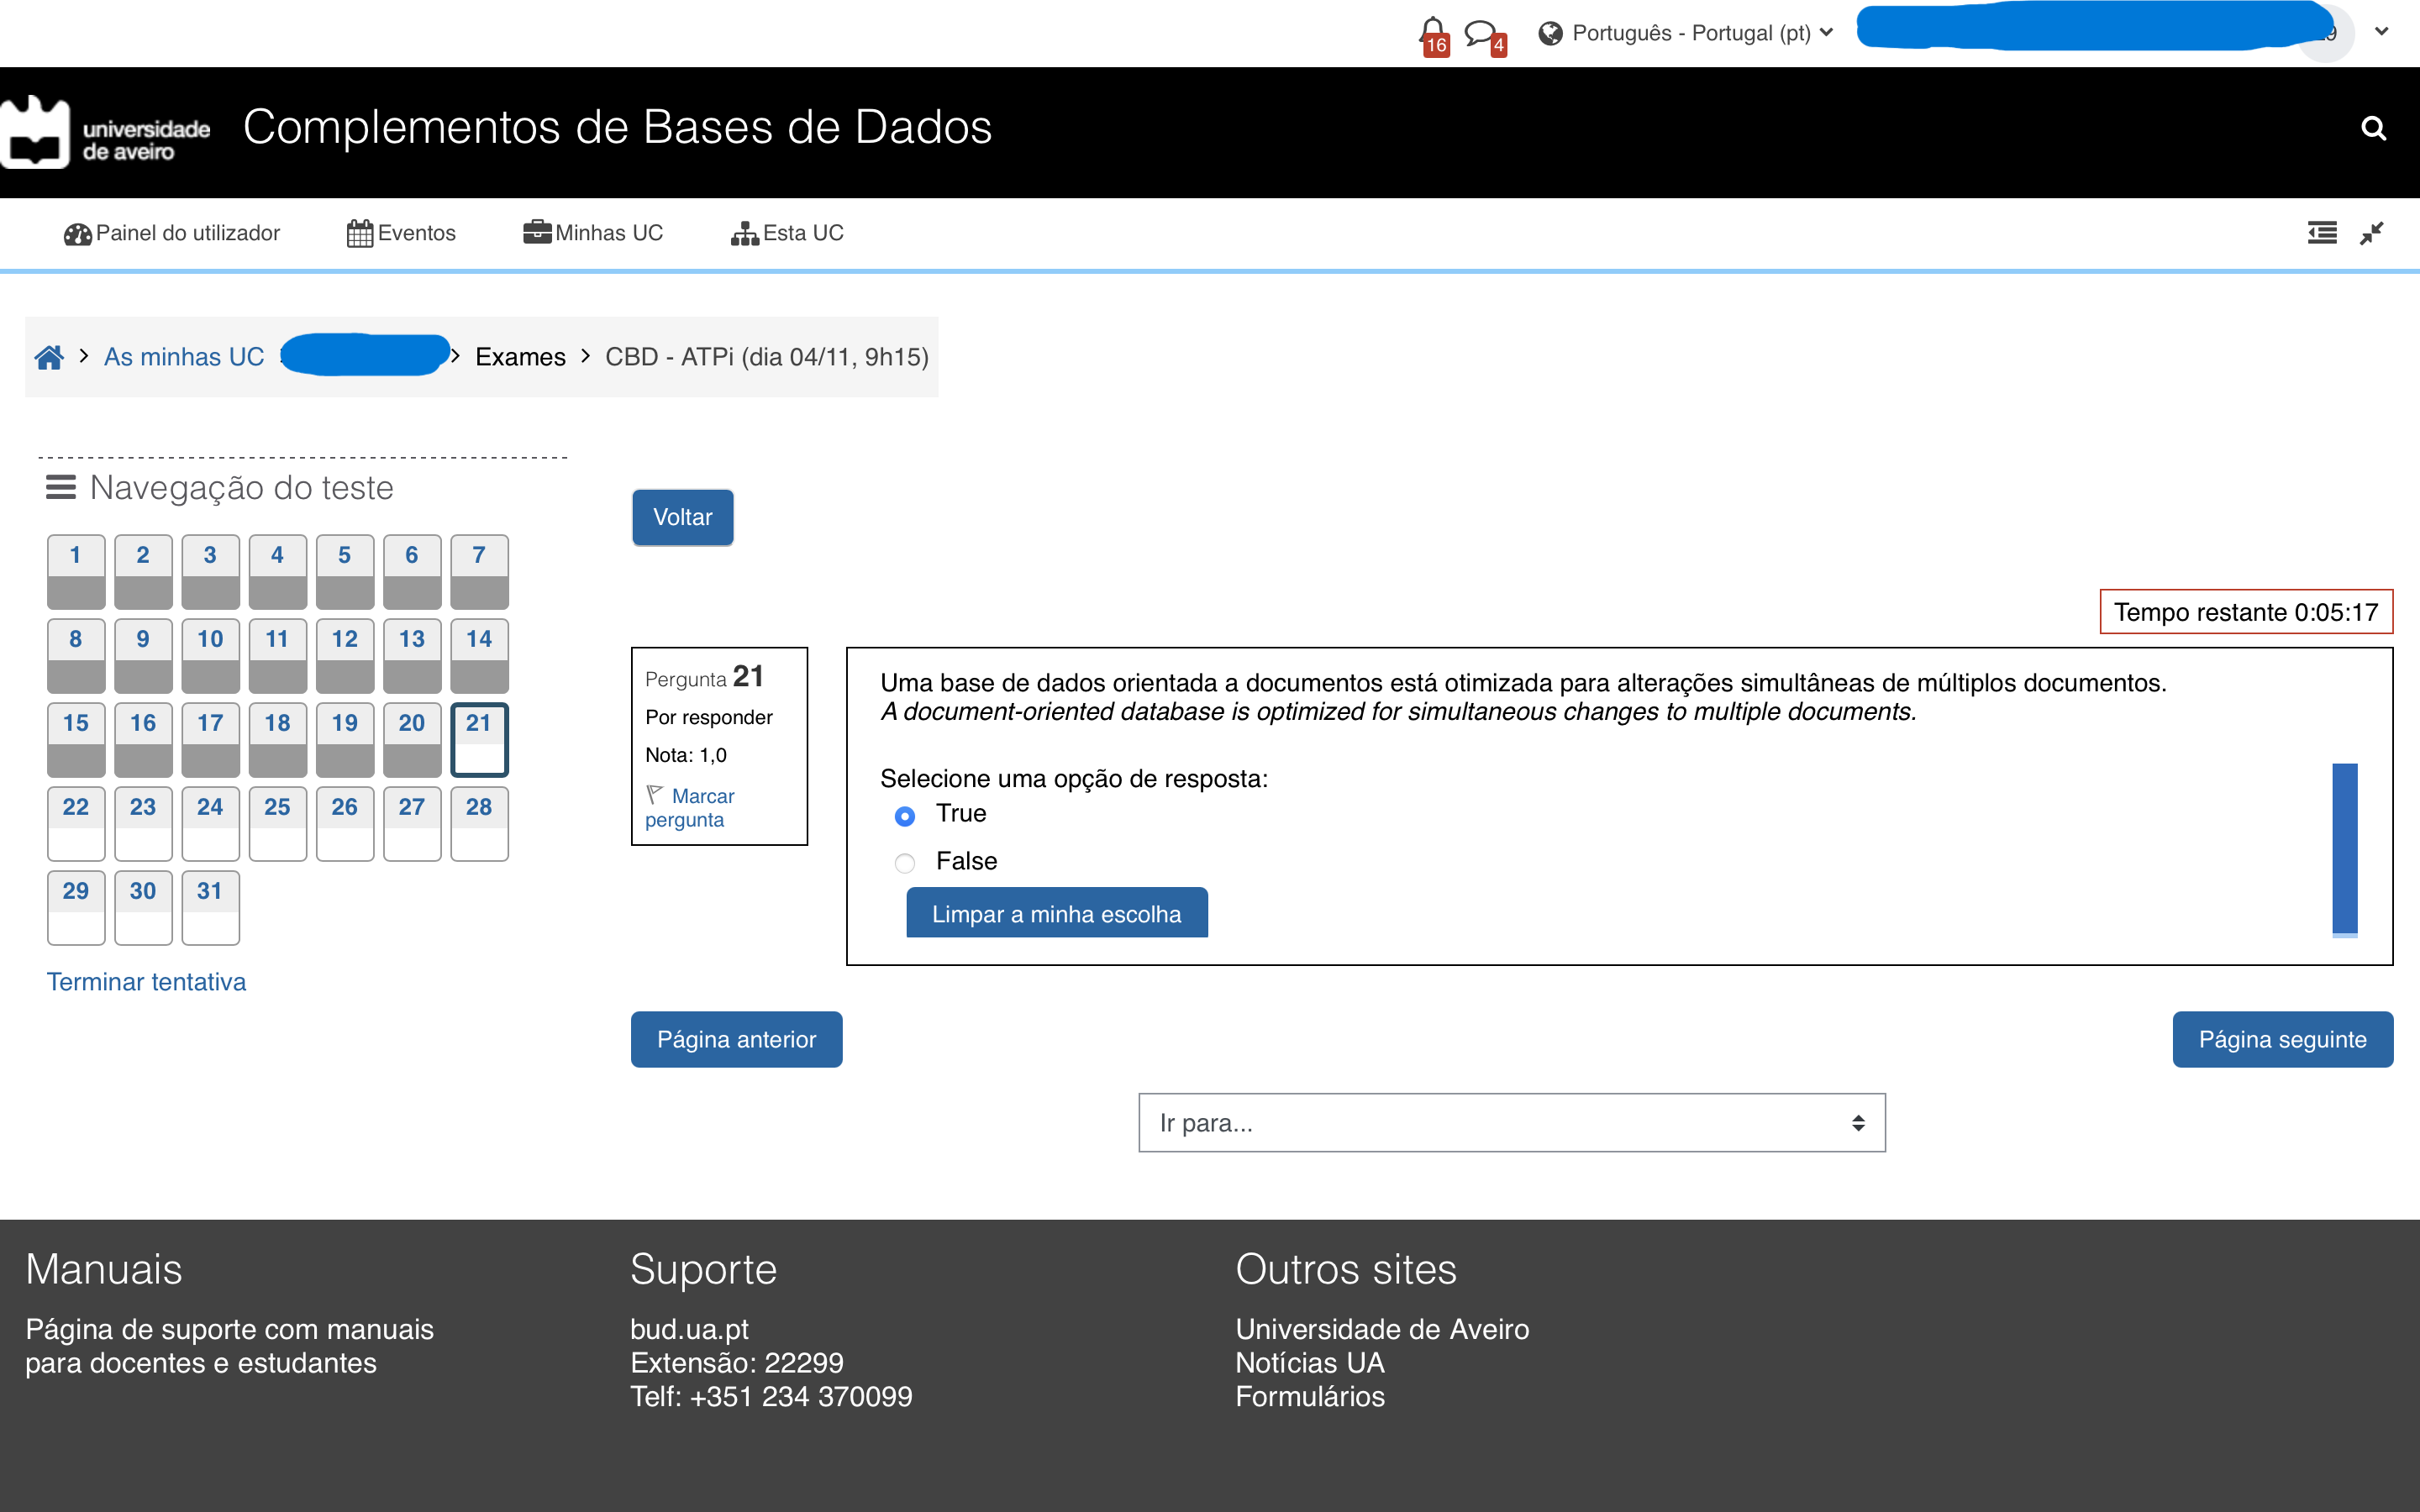 16
4
Português - Portugal (pt)
universidade
de aveiro
Complementos de Bases de Dados
Painel do utilizador
Eventos
Minhas UC
Esta UC
As minhas UC > Exames > CBD - ATPi (dia 04/11, 9h15)
Navegação do teste
1 2 3 4 5 6 7
8 9 10 11 12 13 14
15 16 17 18 19 20 21
22 23 24 25 26 27 28
29 30 31
Terminar tentativa
Voltar
Tempo restante 0:05:17
Pergunta 21
Por responder
Nota: 1,0
Marcar
pergunta
Uma base de dados orientada a documentos está otimizada para alterações simultâneas de múltiplos documentos.
A document-oriented database is optimized for simultaneous changes to multiple documents.
Selecione uma opção de resposta:
True
False
Limpar a minha escolha
Página anterior
Página seguinte
Ir para...
Manuais
Página de suporte com manuais
para docentes e estudantes
Suporte
bud.ua.pt
Extensão: 22299
Telf: +351 234 370099
Outros sites
Universidade de Aveiro
Notícias UA
Formulários